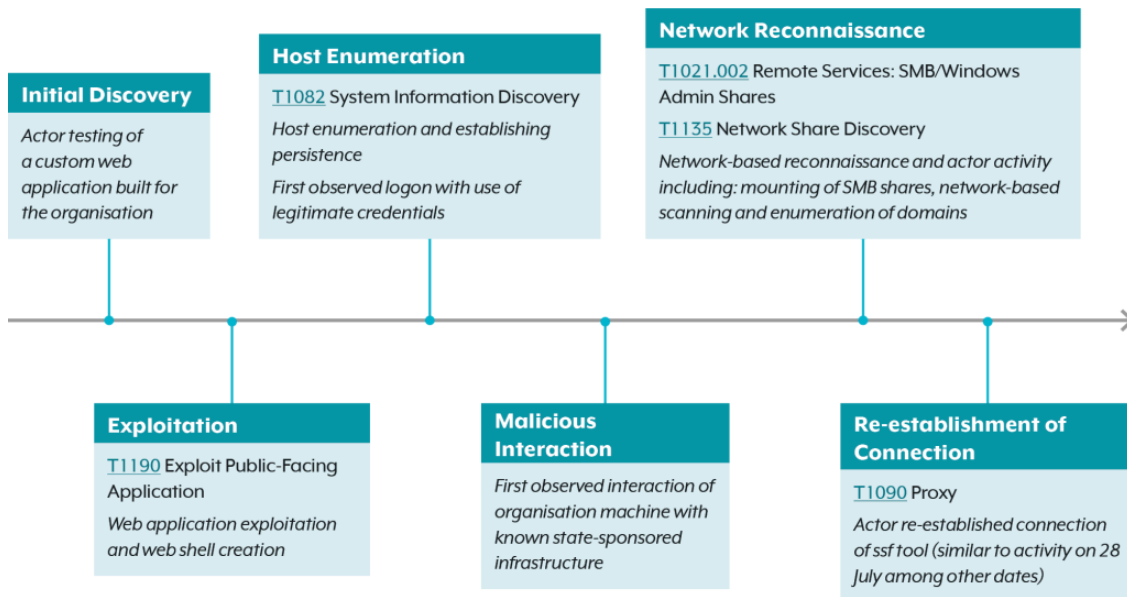 Initial Discovery
Actor testing of
a custom web
application built for
the organisation
Exploitation
T1190 Exploit Public-Facing
Application
Web application exploitation
and web shell creation
Host Enumeration
T1082 System Information Discovery
Host enumeration and establishing
persistence
First observed logon with use of
legitimate credentials
Malicious
Interaction
First observed interaction of
organisation machine with
known state-sponsored
infrastructure
Network Reconnaissance
T1021.002 Remote Services: SMB/Windows
Admin Shares
T1135 Network Share Discovery
Network-based reconnaissance and actor activity
including: mounting of SMB shares, network-based
scanning and enumeration of domains
Re-establishment of
Connection
T1090 Proxy
Actor re-established connection
of ssf tool (similar to activity on 28
July among other dates)